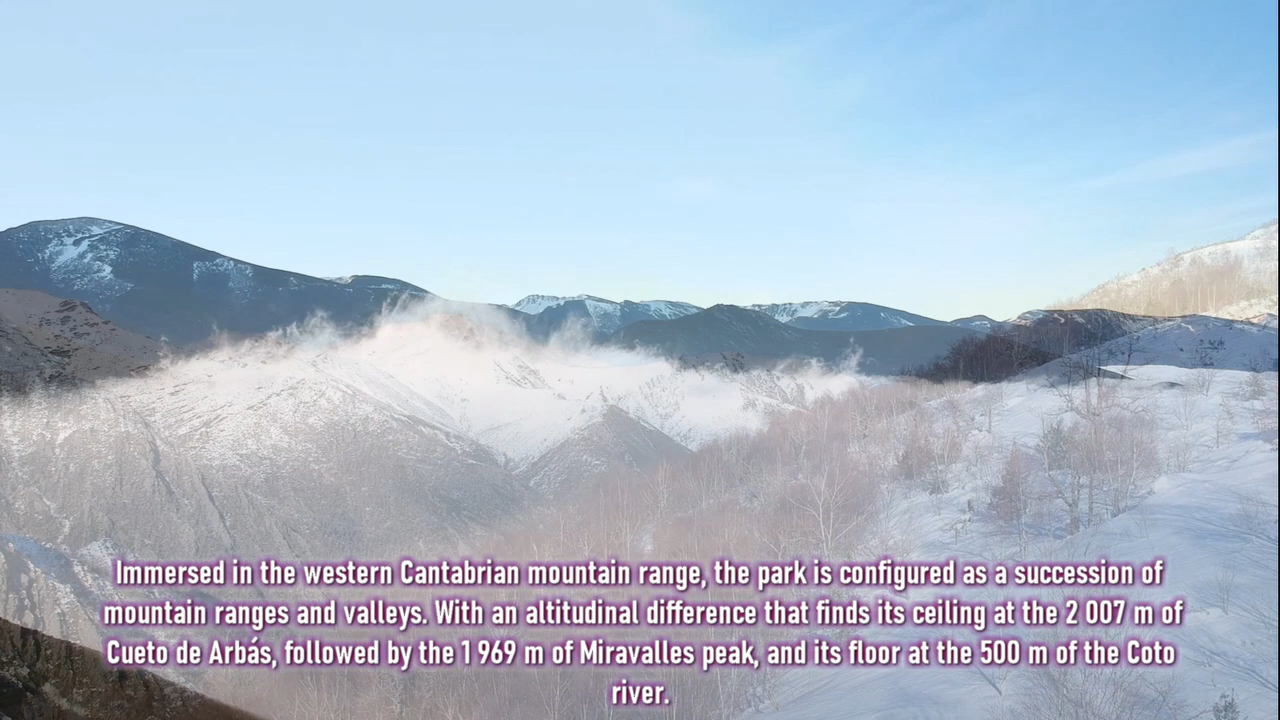 Immersed in the western Cantabrian mountain range, the park is configured as a succession of
mountain ranges and valleys. With an altitudinal difference that finds its ceiling at the 2 007 m of
Cueto de Arbás, followed by the 1 969 m of Miravalles peak, and its floor at the 500 m of the Coto
river.